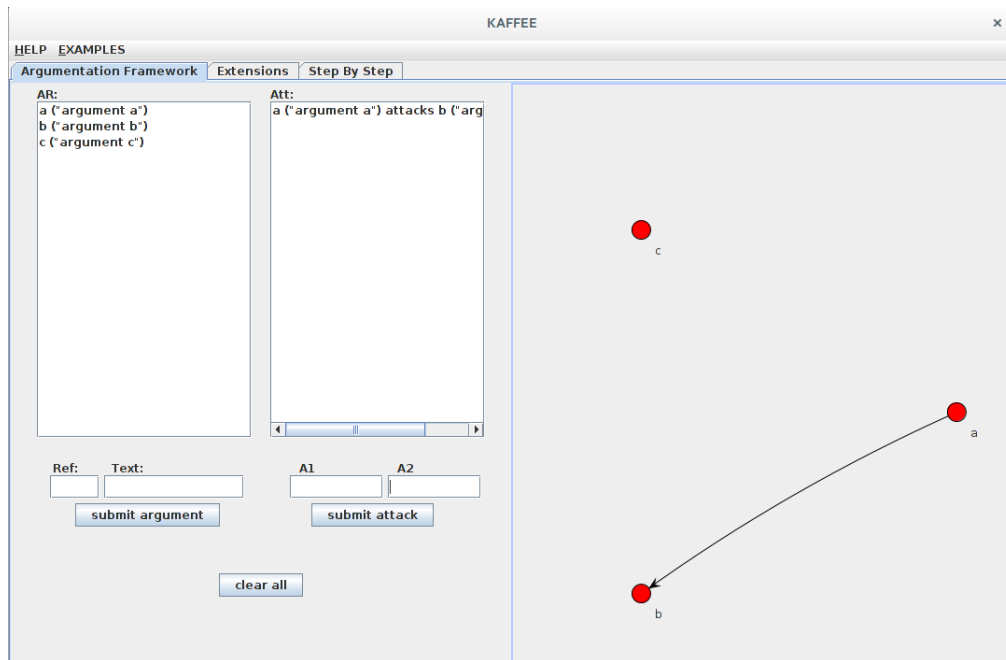 KAFFEE
HELP EXAMPLES
Argumentation Framework Extensions Step By Step
AR: Att:
a ("argument a") a ("argument a") attacks b ("arg
b ("argument b")
c ("argument c")
c
a
Ref: Text: A1 A2
submit argument submit attack
clear all
b